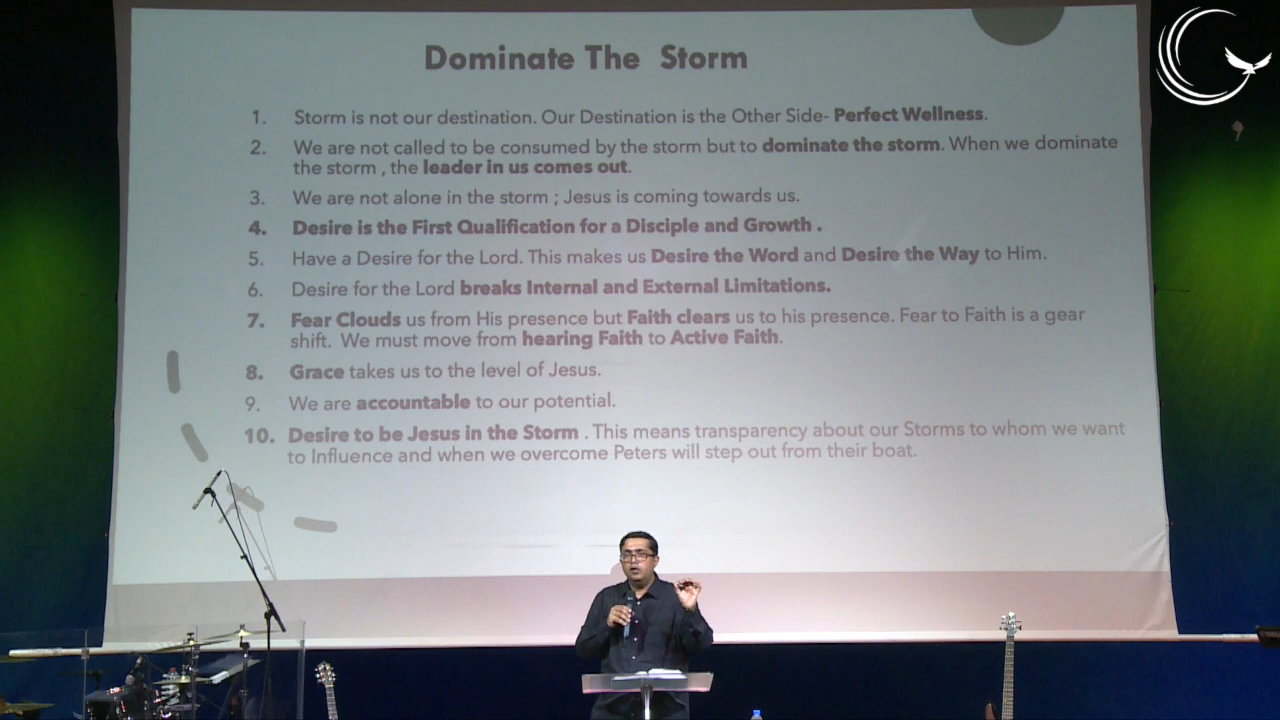 Dominate The Storm
1. Storm is not our destination. Our Destination is the Other Side- Perfect Wellness.
2. We are not called to be consumed by the storm but to dominate the storm. When we dominate
the storm , the leader in us comes out.
3. We are not alone in the storm ; Jesus is coming towards us.
4. Desire is the First Qualification for a Disciple and Growth .
5. Have a Desire for the Lord. This makes us Desire the Word and Desire the Way to Him.
6. Desire for the Lord breaks Internal and External Limitations.
7. Fear Clouds us from His presence but Faith clears us to his presence. Fear to Faith is a gear
shift. We must move from hearing Faith to Active Faith.
8. Grace takes us to the level of Jesus.
9. We are accountable to our potential.
10. Desire to be Jesus in the Storm . This means transparency about our Storms to whom we want
to Influence and when we overcome Peters will step out from their boat.